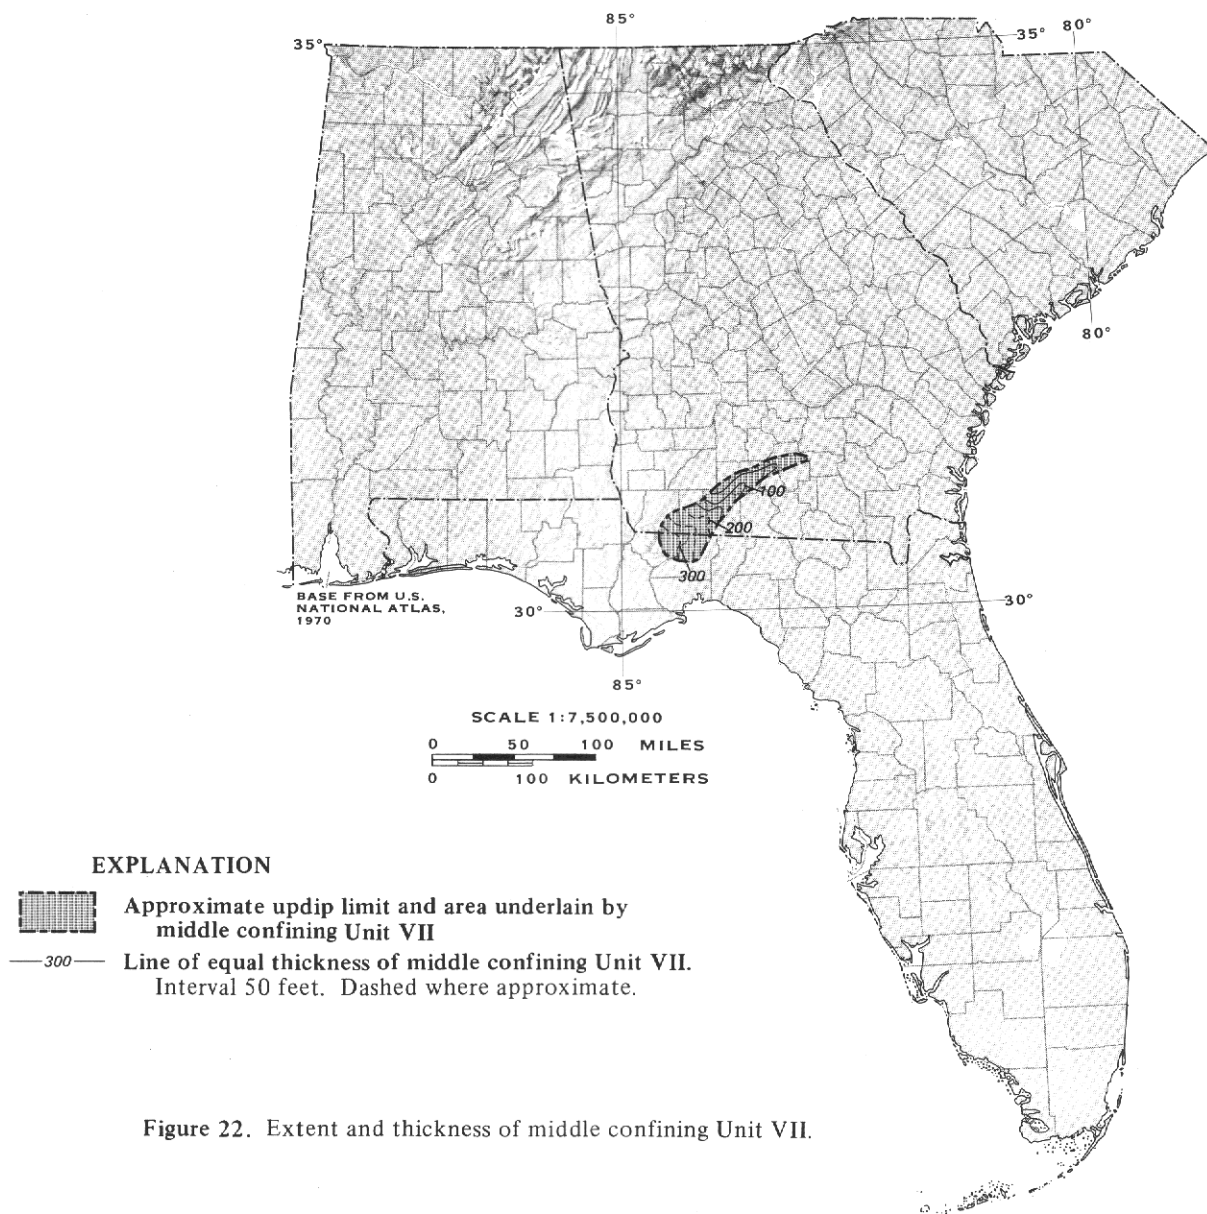 85°
80°
35°
35°
80°
100
200
300
BASE FROM U.S.
NATIONAL ATLAS,
1970
30°
30°
85°
SCALE 1:7,500,000
0 50 100 MILES
0 100 KILOMETERS
EXPLANATION
Approximate updip limit and area underlain by
middle confining Unit VII
300 Line of equal thickness of middle confining Unit VII.
Interval 50 feet. Dashed where approximate.
Figure 22. Extent and thickness of middle confining Unit VII.